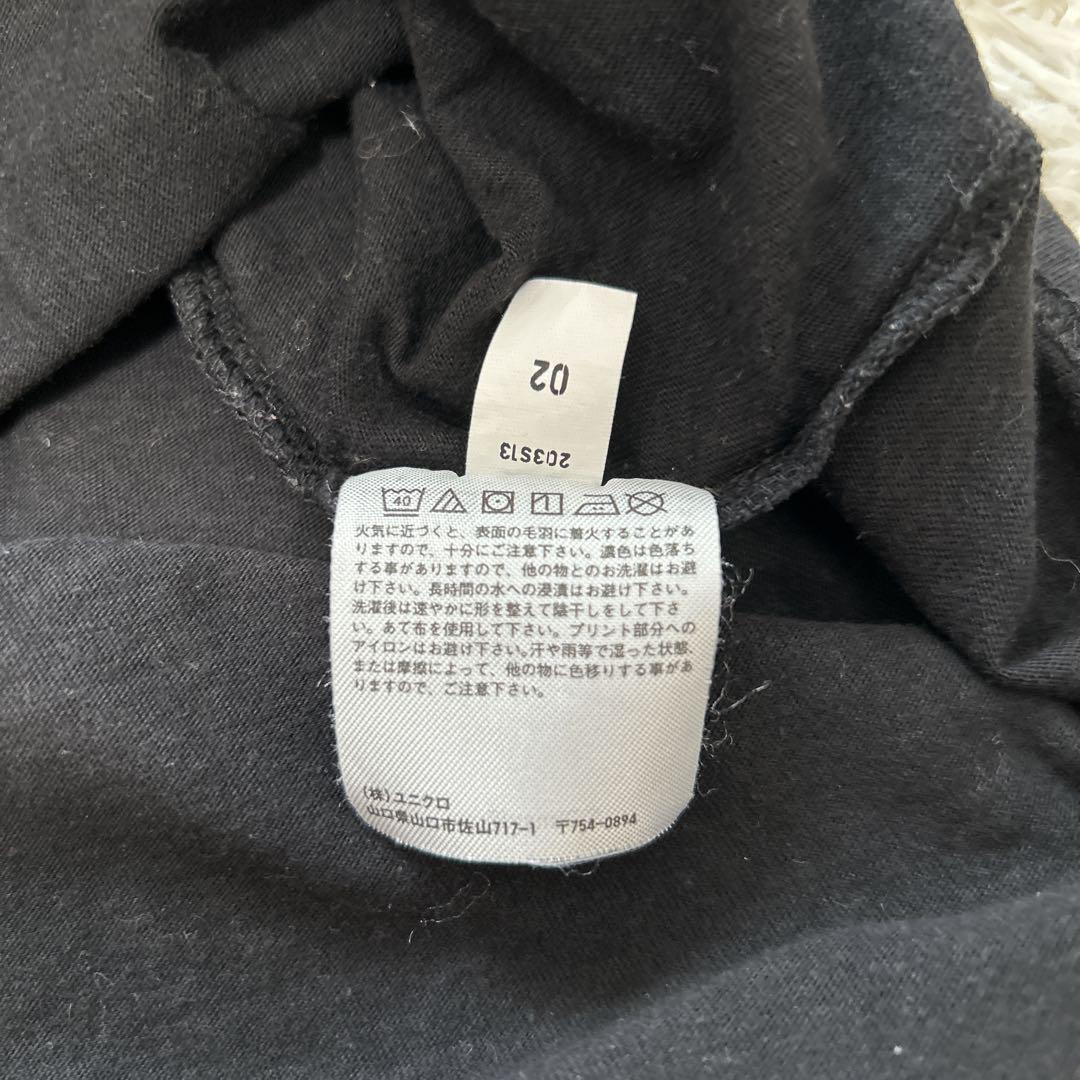 02
203S13
40
火気に近づくと、表面の毛羽に着火することがあ
りますので、十分にご注意下さい。濃色は色落ち
する事がありますので、他の物とのお洗濯はお避
け下さい。長時間の水への浸漬はお避け下さい。
洗濯後は速やかに形を整えて陰干しをして下さ
い。あて布を使用して下さい。プリント部分への
アイロンはお避け下さい。汗や雨等で湿った状態、
または摩擦によって、他の物に色移りする事があ
りますので、ご注意下さい。
(株)ユニクロ
山口県山口市佐山717-1 〒754-0894